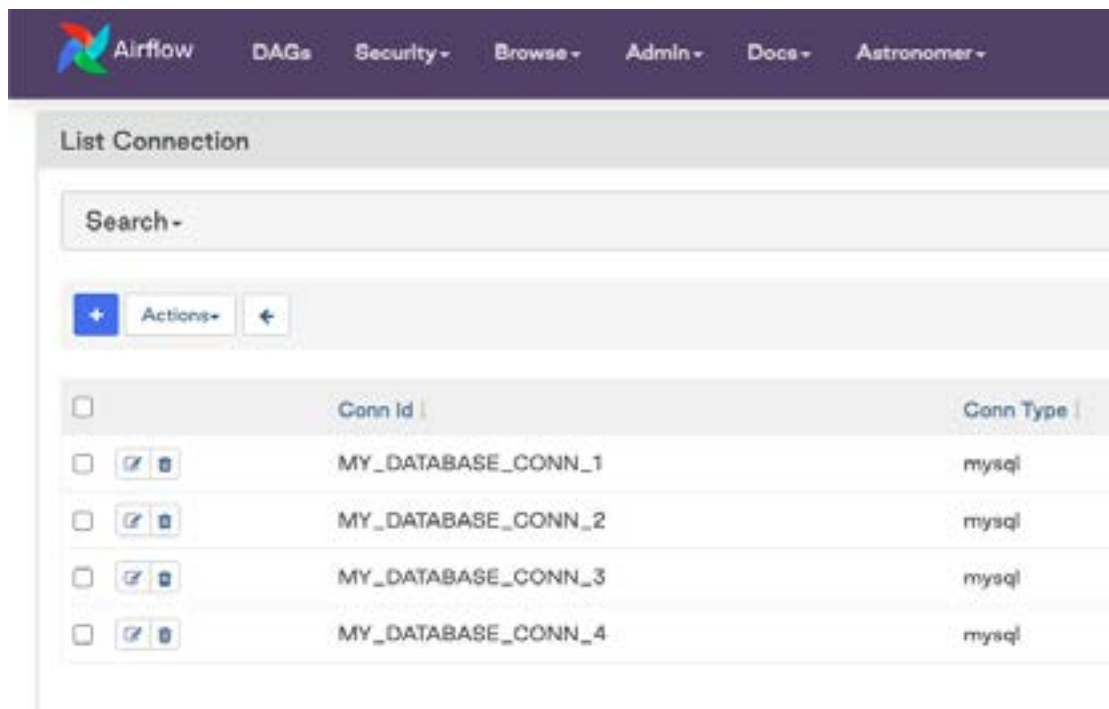 Airflow DAGs Security Browse Admin Docs Astronomer
List Connection
Search
+ Actions
Conn Id Conn Type
MY_DATABASE_CONN_1 mysql
MY_DATABASE_CONN_2 mysql
MY_DATABASE_CONN_3 mysql
MY_DATABASE_CONN_4 mysql